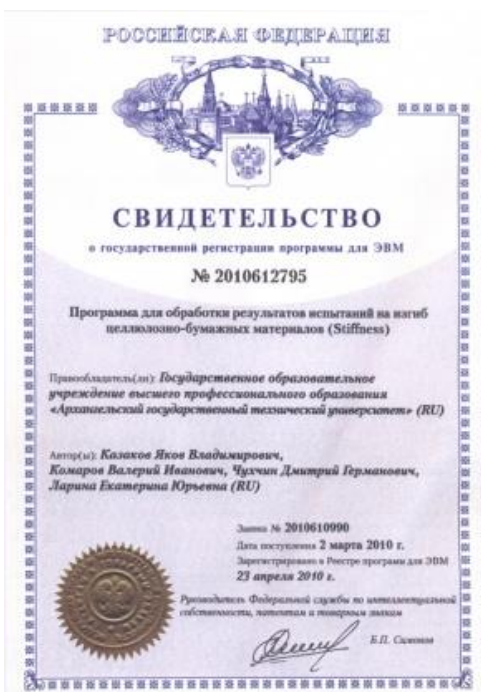 РОССИЙСКАЯ ФЕДЕРАЦИЯ
СВИДЕТЕЛЬСТВО
о государственной регистрации программы для ЭВМ
№ 2010612795
Программа для обработки результатов испытаний на изгиб
целлюлозно-бумажных материалов (Stiffness)
Правообладатель(ли): Государственное образовательное
учреждение высшего профессионального образования
«Архангельский государственный технический университет» (RU)
Автор(ы): Казаков Яков Владимирович,
Комаров Валерий Иванович, Чухчин Дмитрий Германович,
Ларина Екатерина Юрьевна (RU)
Заявка № 2010610990
Дата поступления 2 марта 2010 г.
Зарегистрировано в Реестре программ для ЭВМ
23 апреля 2010 г.
Руководитель Федеральной службы по интеллектуальной
собственности, патентам и товарным знакам
Б.П. Симонов